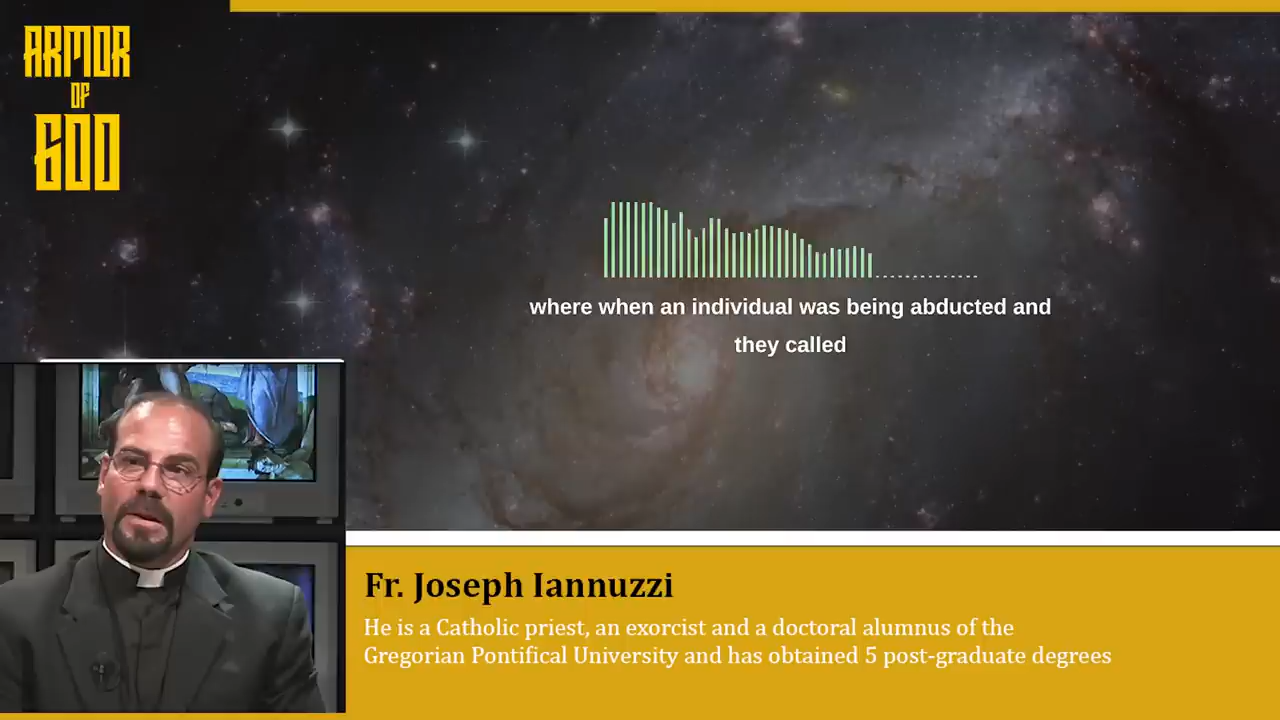 ARMOR
OF
GOD
where when an individual was being abducted and
they called
Fr. Joseph Iannuzzi
He is a Catholic priest, an exorcist and a doctoral alumnus of the
Gregorian Pontifical University and has obtained 5 post-graduate degrees